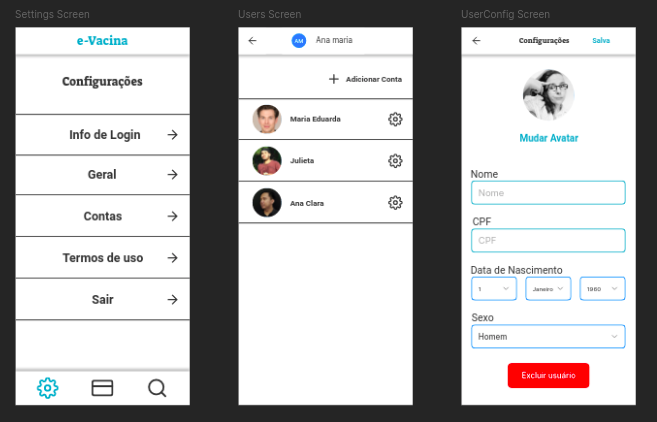 Settings Screen
e-Vacina
Configurações
Info de Login
Geral
Contas
Termos de uso
Sair
Users Screen
AM Ana maria
Adicionar Conta
Maria Eduarda
Julieta
Ana Clara
UserConfig Screen
Configurações Salva
Mudar Avatar
Nome
Nome
CPF
CPF
Data de Nascimento
1 Janeiro 1960
Sexo
Homem
Excluir usuário